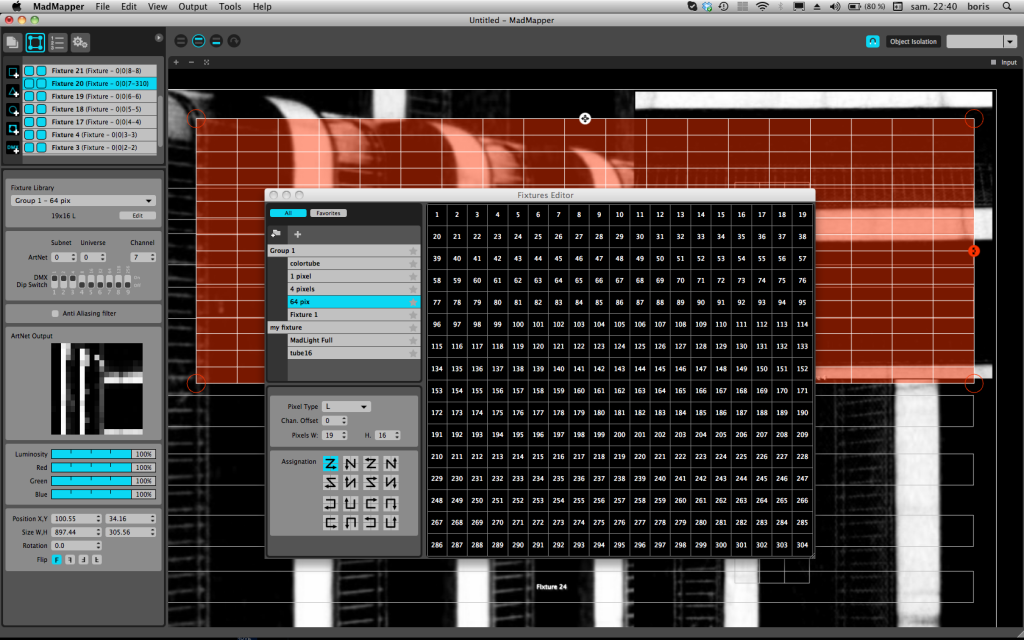 MadMapper File Edit View Output Tools Help (80 %) sam. 22:40 boris
Untitled - MadMapper
Object Isolation
Input
Fixture 21 (Fixture - 0|0|8-8)
Fixture 20 (Fixture - 0|0|7-310)
Fixture 19 (Fixture - 0|0|6-6)
Fixture 18 (Fixture - 0|0|5-5)
Fixture 17 (Fixture - 0|0|4-4)
Fixture 4 (Fixture - 0|0|3-3)
Fixture 3 (Fixture - 0|0|2-2)
DMX
Fixture Library
Group 1 - 64 pix
19x16 L Edit
Subnet Universe Channel
ArtNet 0 0 7
DMX
Dip Switch
1 2 3 4 5 6 7 8 9
Anti Aliasing filter
ArtNet Output
Luminosity 100%
Red 100%
Green 100%
Blue 100%
Position X,Y 100.55 34.16
Size W,H 897.44 305.56
Rotation 0.0
Flip F
Fixtures Editor
All Favorites
Group 1
colortube
1 pixel
4 pixels
64 pix
Fixture 1
my fixture
MadLight Full
tube16
Pixel Type L
Chan. Offset 0
Pixels W: 19 H. 16
Assignation
1 2 3 4 5 6 7 8 9 10 11 12 13 14 15 16 17 18 19
20 21 22 23 24 25 26 27 28 29 30 31 32 33 34 35 36 37 38
39 40 41 42 43 44 45 46 47 48 49 50 51 52 53 54 55 56 57
58 59 60 61 62 63 64 65 66 67 68 69 70 71 72 73 74 75 76
77 78 79 80 81 82 83 84 85 86 87 88 89 90 91 92 93 94 95
96 97 98 99 100 101 102 103 104 105 106 107 108 109 110 111 112 113 114
115 116 117 118 119 120 121 122 123 124 125 126 127 128 129 130 131 132 133
134 135 136 137 138 139 140 141 142 143 144 145 146 147 148 149 150 151 152
153 154 155 156 157 158 159 160 161 162 163 164 165 166 167 168 169 170 171
172 173 174 175 176 177 178 179 180 181 182 183 184 185 186 187 188 189 190
191 192 193 194 195 196 197 198 199 200 201 202 203 204 205 206 207 208 209
210 211 212 213 214 215 216 217 218 219 220 221 222 223 224 225 226 227 228
229 230 231 232 233 234 235 236 237 238 239 240 241 242 243 244 245 246 247
248 249 250 251 252 253 254 255 256 257 258 259 260 261 262 263 264 265 266
267 268 269 270 271 272 273 274 275 276 277 278 279 280 281 282 283 284 285
286 287 288 289 290 291 292 293 294 295 296 297 298 299 300 301 302 303 304
Fixture 24